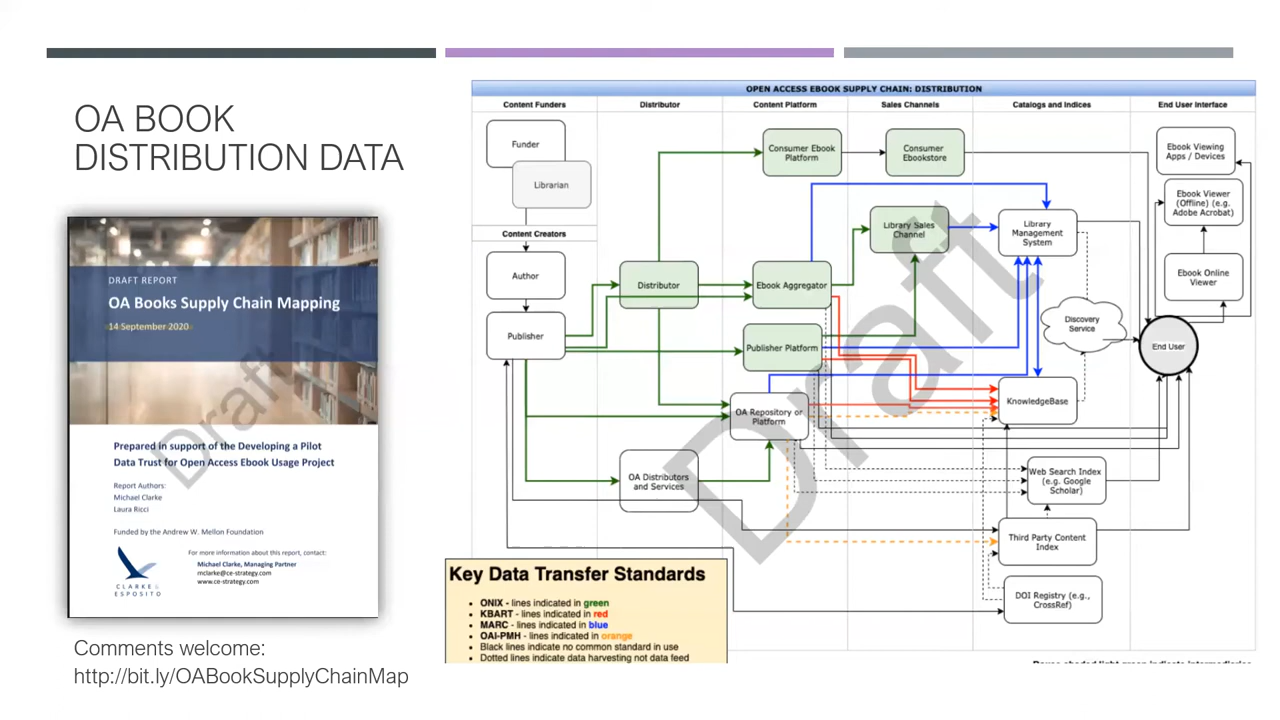 OA BOOK
DISTRIBUTION DATA
DRAFT REPORT
OA Books Supply Chain Mapping
14 September 2020
Draft
Prepared in support of the Developing a Pilot
Data Trust for Open Access Ebook Usage Project
Report Authors:
Michael Clarke
Laura Ricci
Funded by the Andrew W. Mellon Foundation
For more information about this report, contact:
Michael Clarke, Managing Partner
mclarke@ce-strategy.com
www.ce-strategy.com
CLARKE&
ESPOSITO
Comments welcome:
http://bit.ly/OABookSupplyChainMap
OPEN ACCESS EBOOK SUPPLY CHAIN: DISTRIBUTION
Content Funders
Distributor
Content Platform
Sales Channels
Catalogs and Indices
End User Interface
Funder
Librarian
Content Creators
Author
Publisher
Distributor
OA Distributors
and Services
Consumer Ebook
Platform
Ebook Aggregator
Publisher Platform
OA Repository or
Platform
Consumer
Ebookstore
Library Sales
Channel
Library
Management
System
Discovery
Service
KnowledgeBase
Web Search Index
(e.g. Google
Scholar)
Third Party Content
Index
DOI Registry (e.g.,
CrossRef)
Ebook Viewing
Apps / Devices
Ebook Viewer
(Offline) (e.g.
Adobe Acrobat)
Ebook Online
Viewer
End User
Draft
Key Data Transfer Standards
• ONIX - lines indicated in green
• KBART - lines indicated in red
• MARC - lines indicated in blue
• OAI-PMH - lines indicated in orange
• Black lines indicate no common standard in use
• Dotted lines indicate data harvesting not data feed